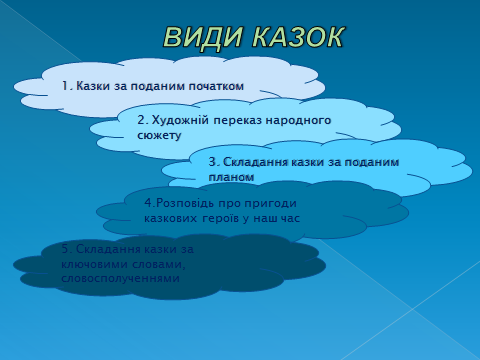 ВИДИ КАЗОК
1. Казки за поданим початком
2. Художній переказ народного
сюжету
3. Складання казки за поданим
планом
4.Розповідь про пригоди
казкових героїв у наш час
5. Складання казки за
ключовими словами,
словосполученнями